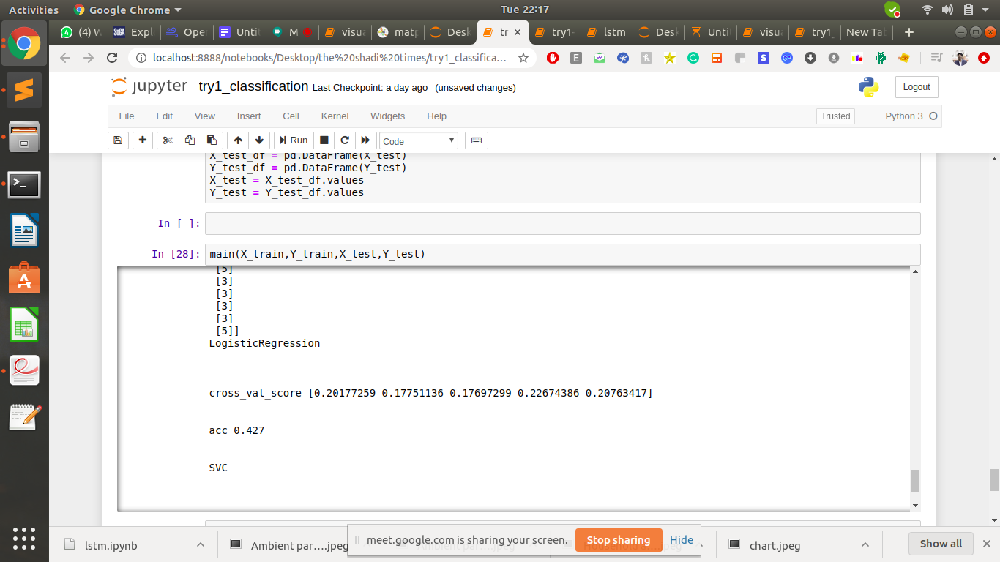 Activities
Google Chrome
Tue 22:17
(4) W
Expl
Oper
Unti
M
visua
matp
Desk
tr
try1-
lstm
Desk
Unti
visua
try1_
New Tab
localhost:8888/notebooks/Desktop/the%20shadi%20times/try1_classifica...
jupyter try1_classification Last Checkpoint: a day ago (unsaved changes)
Logout
File Edit View Insert Cell Kernel Widgets Help
Trusted
Python 3
Run
Code
X_test_df = pd.DataFrame(X_test)
Y_test_df = pd.DataFrame(Y_test)
X_test = X_test_df.values
Y_test = Y_test_df.values
In [ ]:
In [28]: main(X_train,Y_train,X_test,Y_test)
[5]
[3]
[3]
[3]
[3]
[5]]
LogisticRegression
cross_val_score [0.20177259 0.17751136 0.17697299 0.22674386 0.20763417]
acc 0.427
SVC
lstm.ipynb
Ambient par....jpeg
meet.google.com is sharing your screen.
Stop sharing
Hide
chart.jpeg
Show all